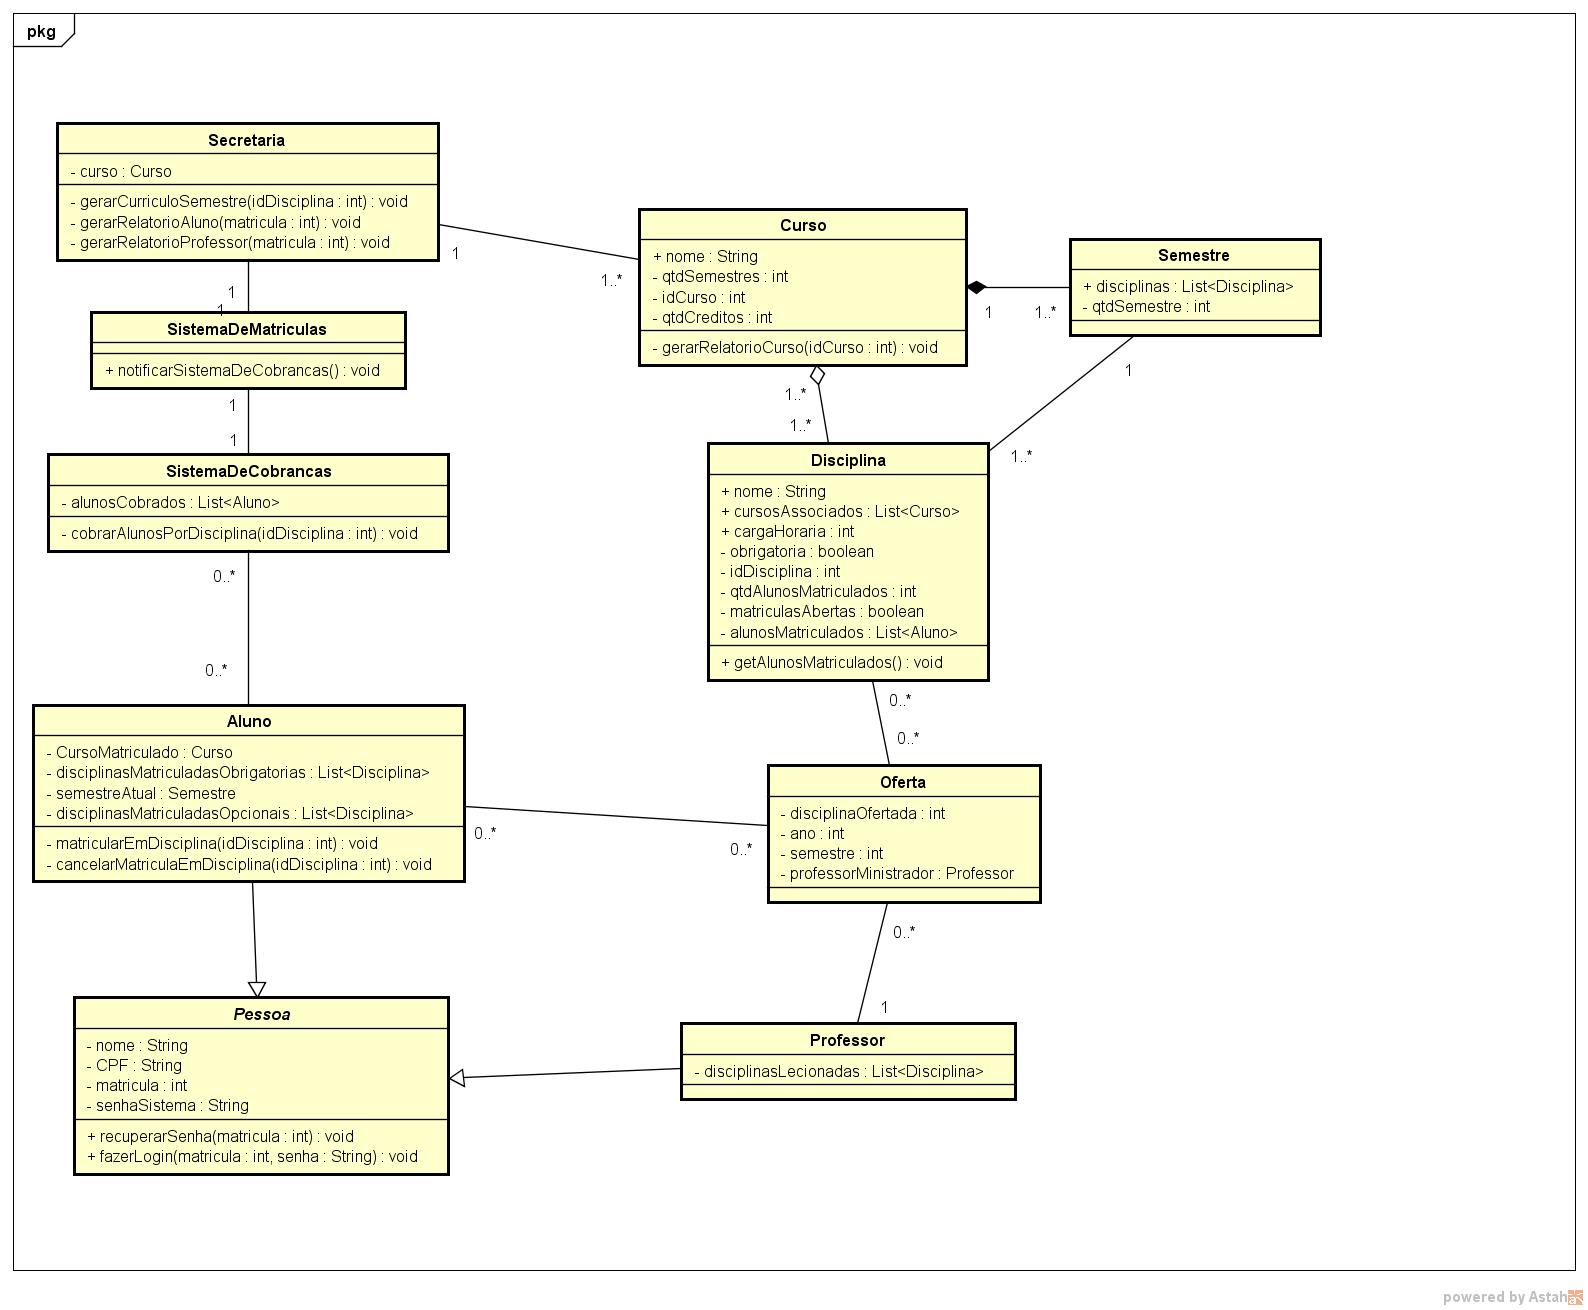 pkg
Secretaria
- curso : Curso
- gerarCurriculoSemestre(idDisciplina : int) : void
- gerarRelatorioAluno(matricula : int) : void
- gerarRelatorioProfessor(matricula : int) : void
1
1..*
Curso
+ nome : String
- qtdSemestres : int
- idCurso : int
- qtdCreditos : int
- gerarRelatorioCurso(idCurso : int) : void
1
1..*
Semestre
+ disciplinas : List<Disciplina>
- qtdSemestre : int
1
1..*
1
1
SistemaDeMatriculas
+ notificarSistemaDeCobrancas() : void
1
1
SistemaDeCobrancas
- alunosCobrados : List<Aluno>
- cobrarAlunosPorDisciplina(idDisciplina : int) : void
0..*
0..*
1..*
1..*
Disciplina
+ nome : String
+ cursosAssociados : List<Curso>
+ cargaHoraria : int
- obrigatoria : boolean
- idDisciplina : int
- qtdAlunosMatriculados : int
- matriculasAbertas : boolean
- alunosMatriculados : List<Aluno>
+ getAlunosMatriculados() : void
0..*
0..*
Aluno
- CursoMatriculado : Curso
- disciplinasMatriculadasObrigatorias : List<Disciplina>
- semestreAtual : Semestre
- disciplinasMatriculadasOpcionais : List<Disciplina>
- matricularEmDisciplina(idDisciplina : int) : void
- cancelarMatriculaEmDisciplina(idDisciplina : int) : void
0..*
0..*
Oferta
- disciplinaOfertada : int
- ano : int
- semestre : int
- professorMinistrador : Professor
0..*
1
Pessoa
- nome : String
- CPF : String
- matricula : int
- senhaSistema : String
+ recuperarSenha(matricula : int) : void
+ fazerLogin(matricula : int, senha : String) : void
Professor
- disciplinasLecionadas : List<Disciplina>
powered by Astah